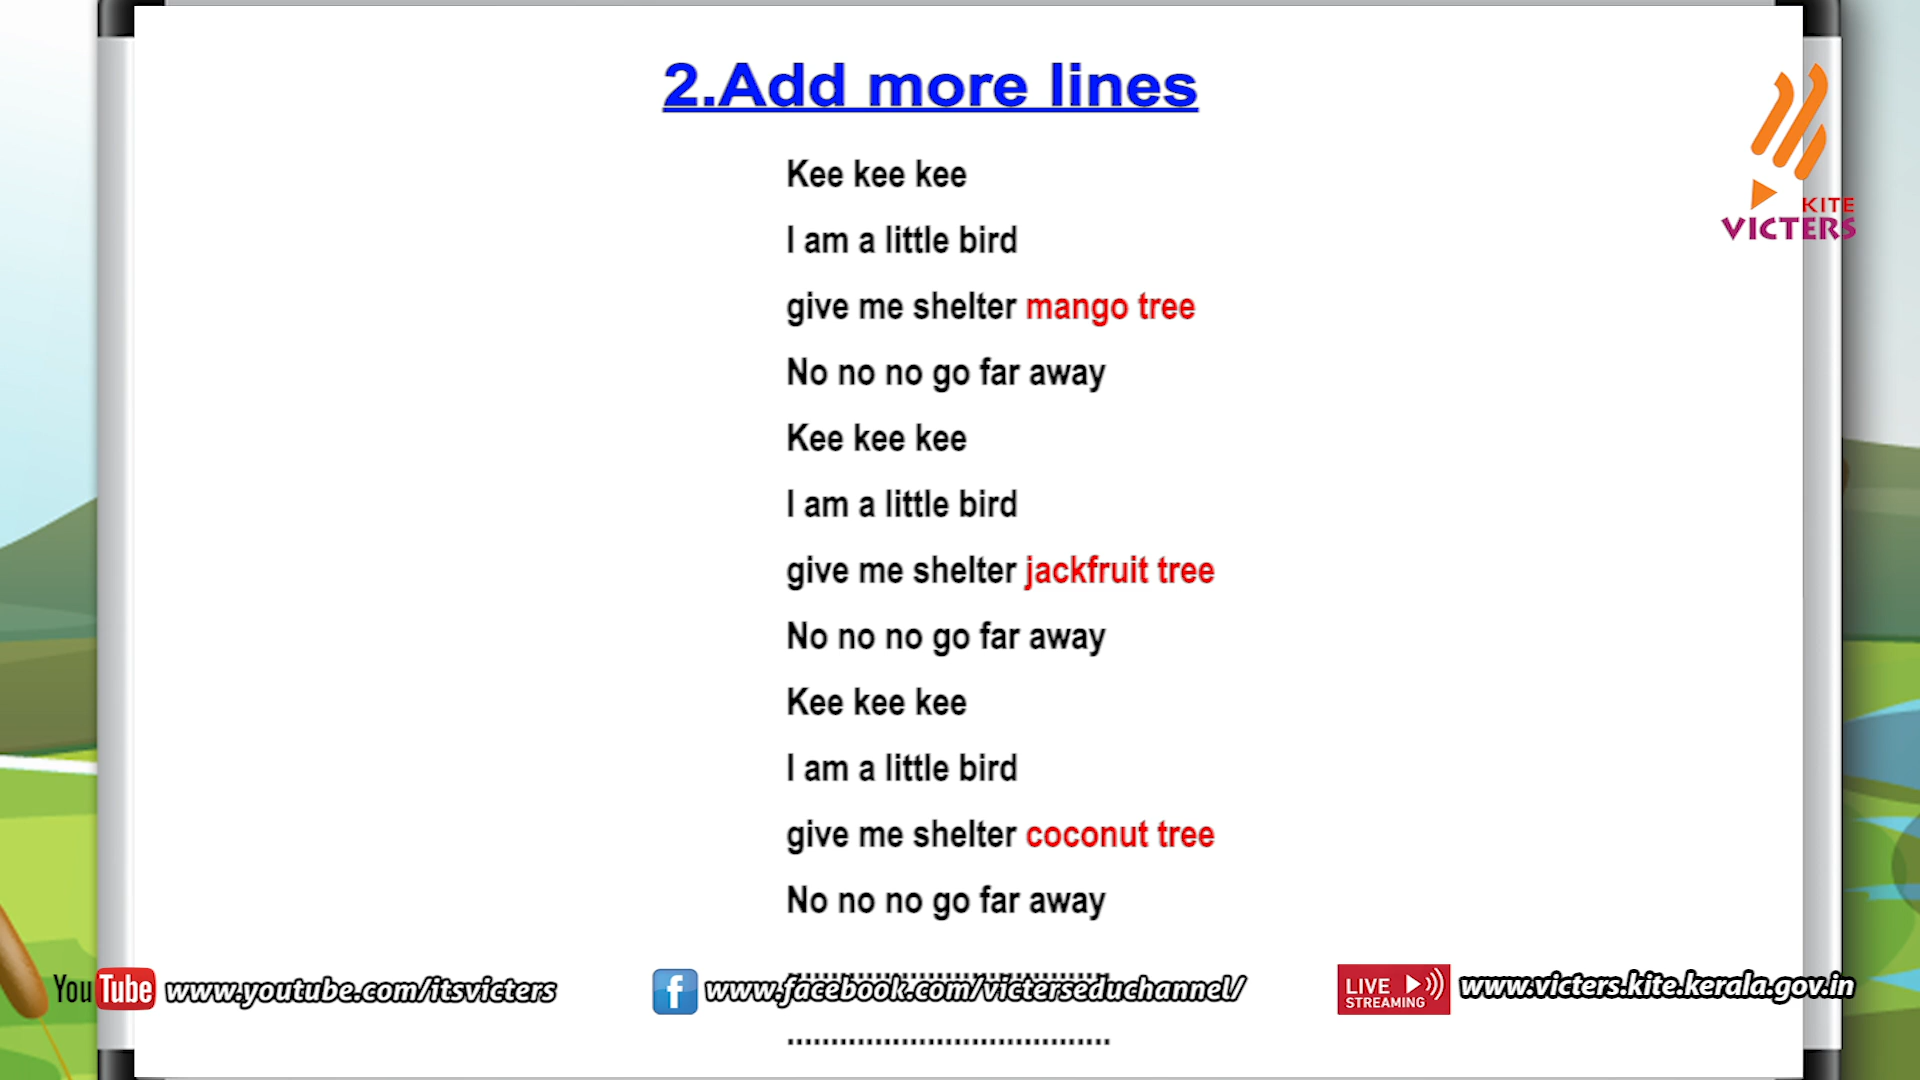 2.Add more lines
Kee kee kee
I am a little bird
give me shelter mango tree
No no no go far away
Kee kee kee
I am a little bird
give me shelter jackfruit tree
No no no go far away
Kee kee kee
I am a little bird
give me shelter coconut tree
No no no go far away
.....................................
.....................................
KITE
VICTERS
YouTube www.youtube.com/itsvicters
f www.facebook.com/victerseduchannel/
LIVE STREAMING www.victers.kite.kerala.gov.in